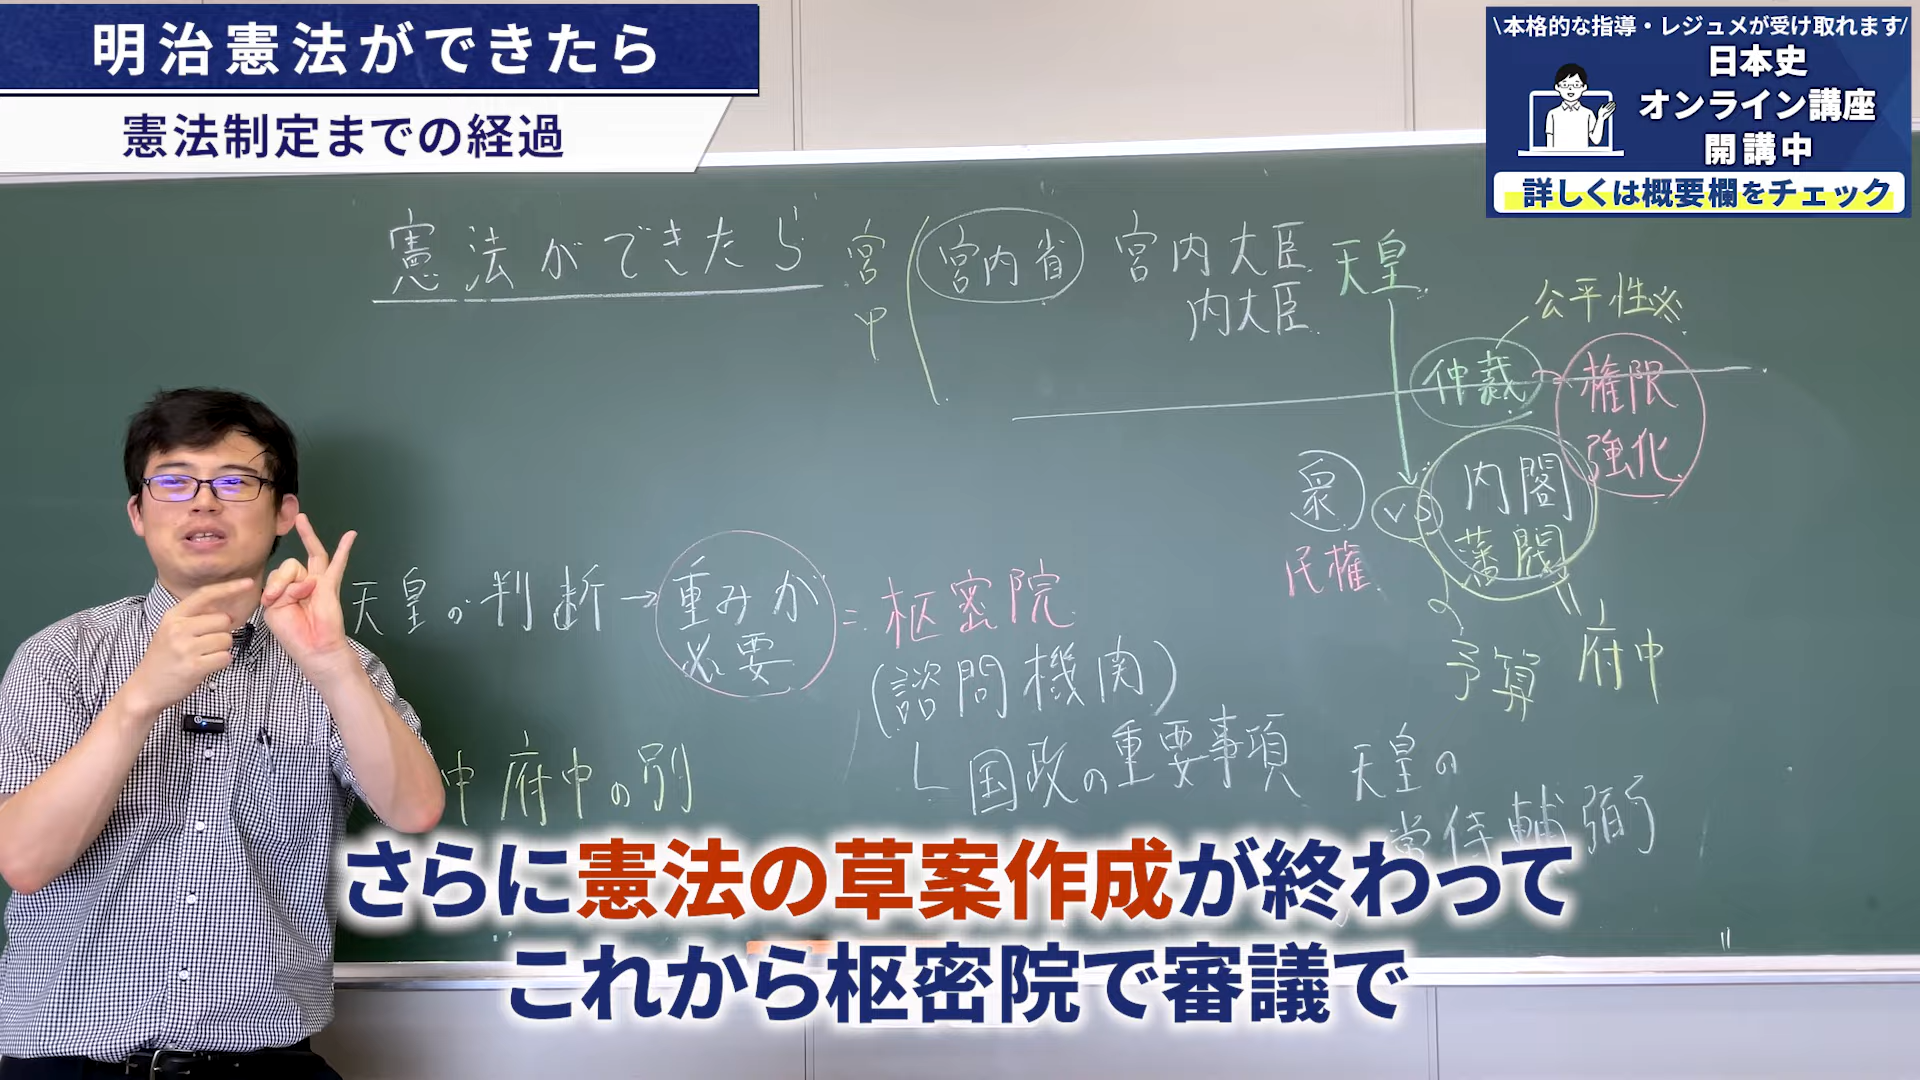 明治憲法ができたら
憲法制定までの経過
\本格的な指導・レジュメが受け取れます/
日本史
オンライン講座
開講中
詳しくは概要欄をチェック
"憲法ができたら"
宮中
宮内省
宮内大臣
内大臣
天皇
公平性※
仲裁
権限
強化
衆
民権
VS
内閣
藩閥
予算
府中
天皇の判断→重みが
必要
=枢密院
(諮問機関)
└国政の重要事項
天皇の
常侍輔弼
中府中の別
さらに憲法の草案作成が終わって
これから枢密院で審議で